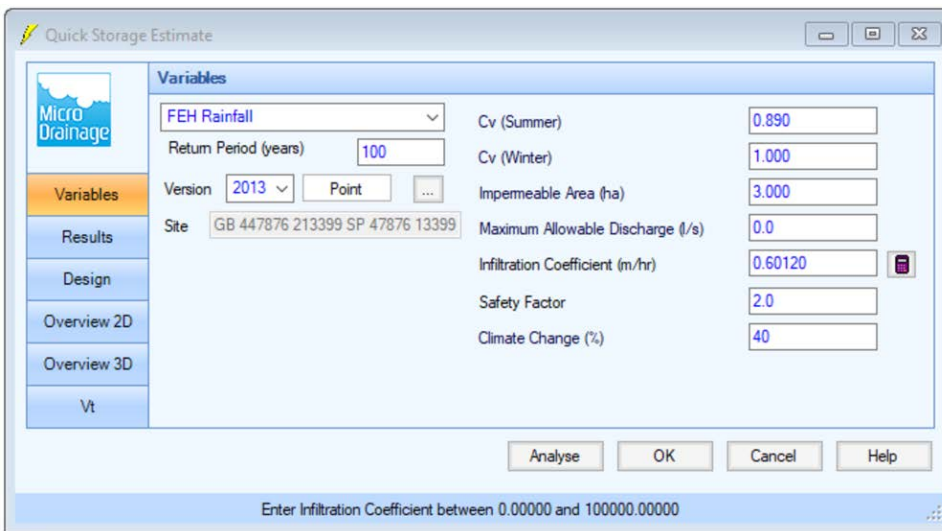 Quick Storage Estimate
Micro
Drainage
Variables
Results
Design
Overview 2D
Overview 3D
Vt
Variables
FEH Rainfall
Return Period (years) 100
Version 2013 Point ...
Site GB 447876 213399 SP 47876 13399
Cv (Summer) 0.890
Cv (Winter) 1.000
Impermeable Area (ha) 3.000
Maximum Allowable Discharge (l/s) 0.0
Infiltration Coefficient (m/hr) 0.60120
Safety Factor 2.0
Climate Change (%) 40
Analyse OK Cancel Help
Enter Infiltration Coefficient between 0.00000 and 100000.00000